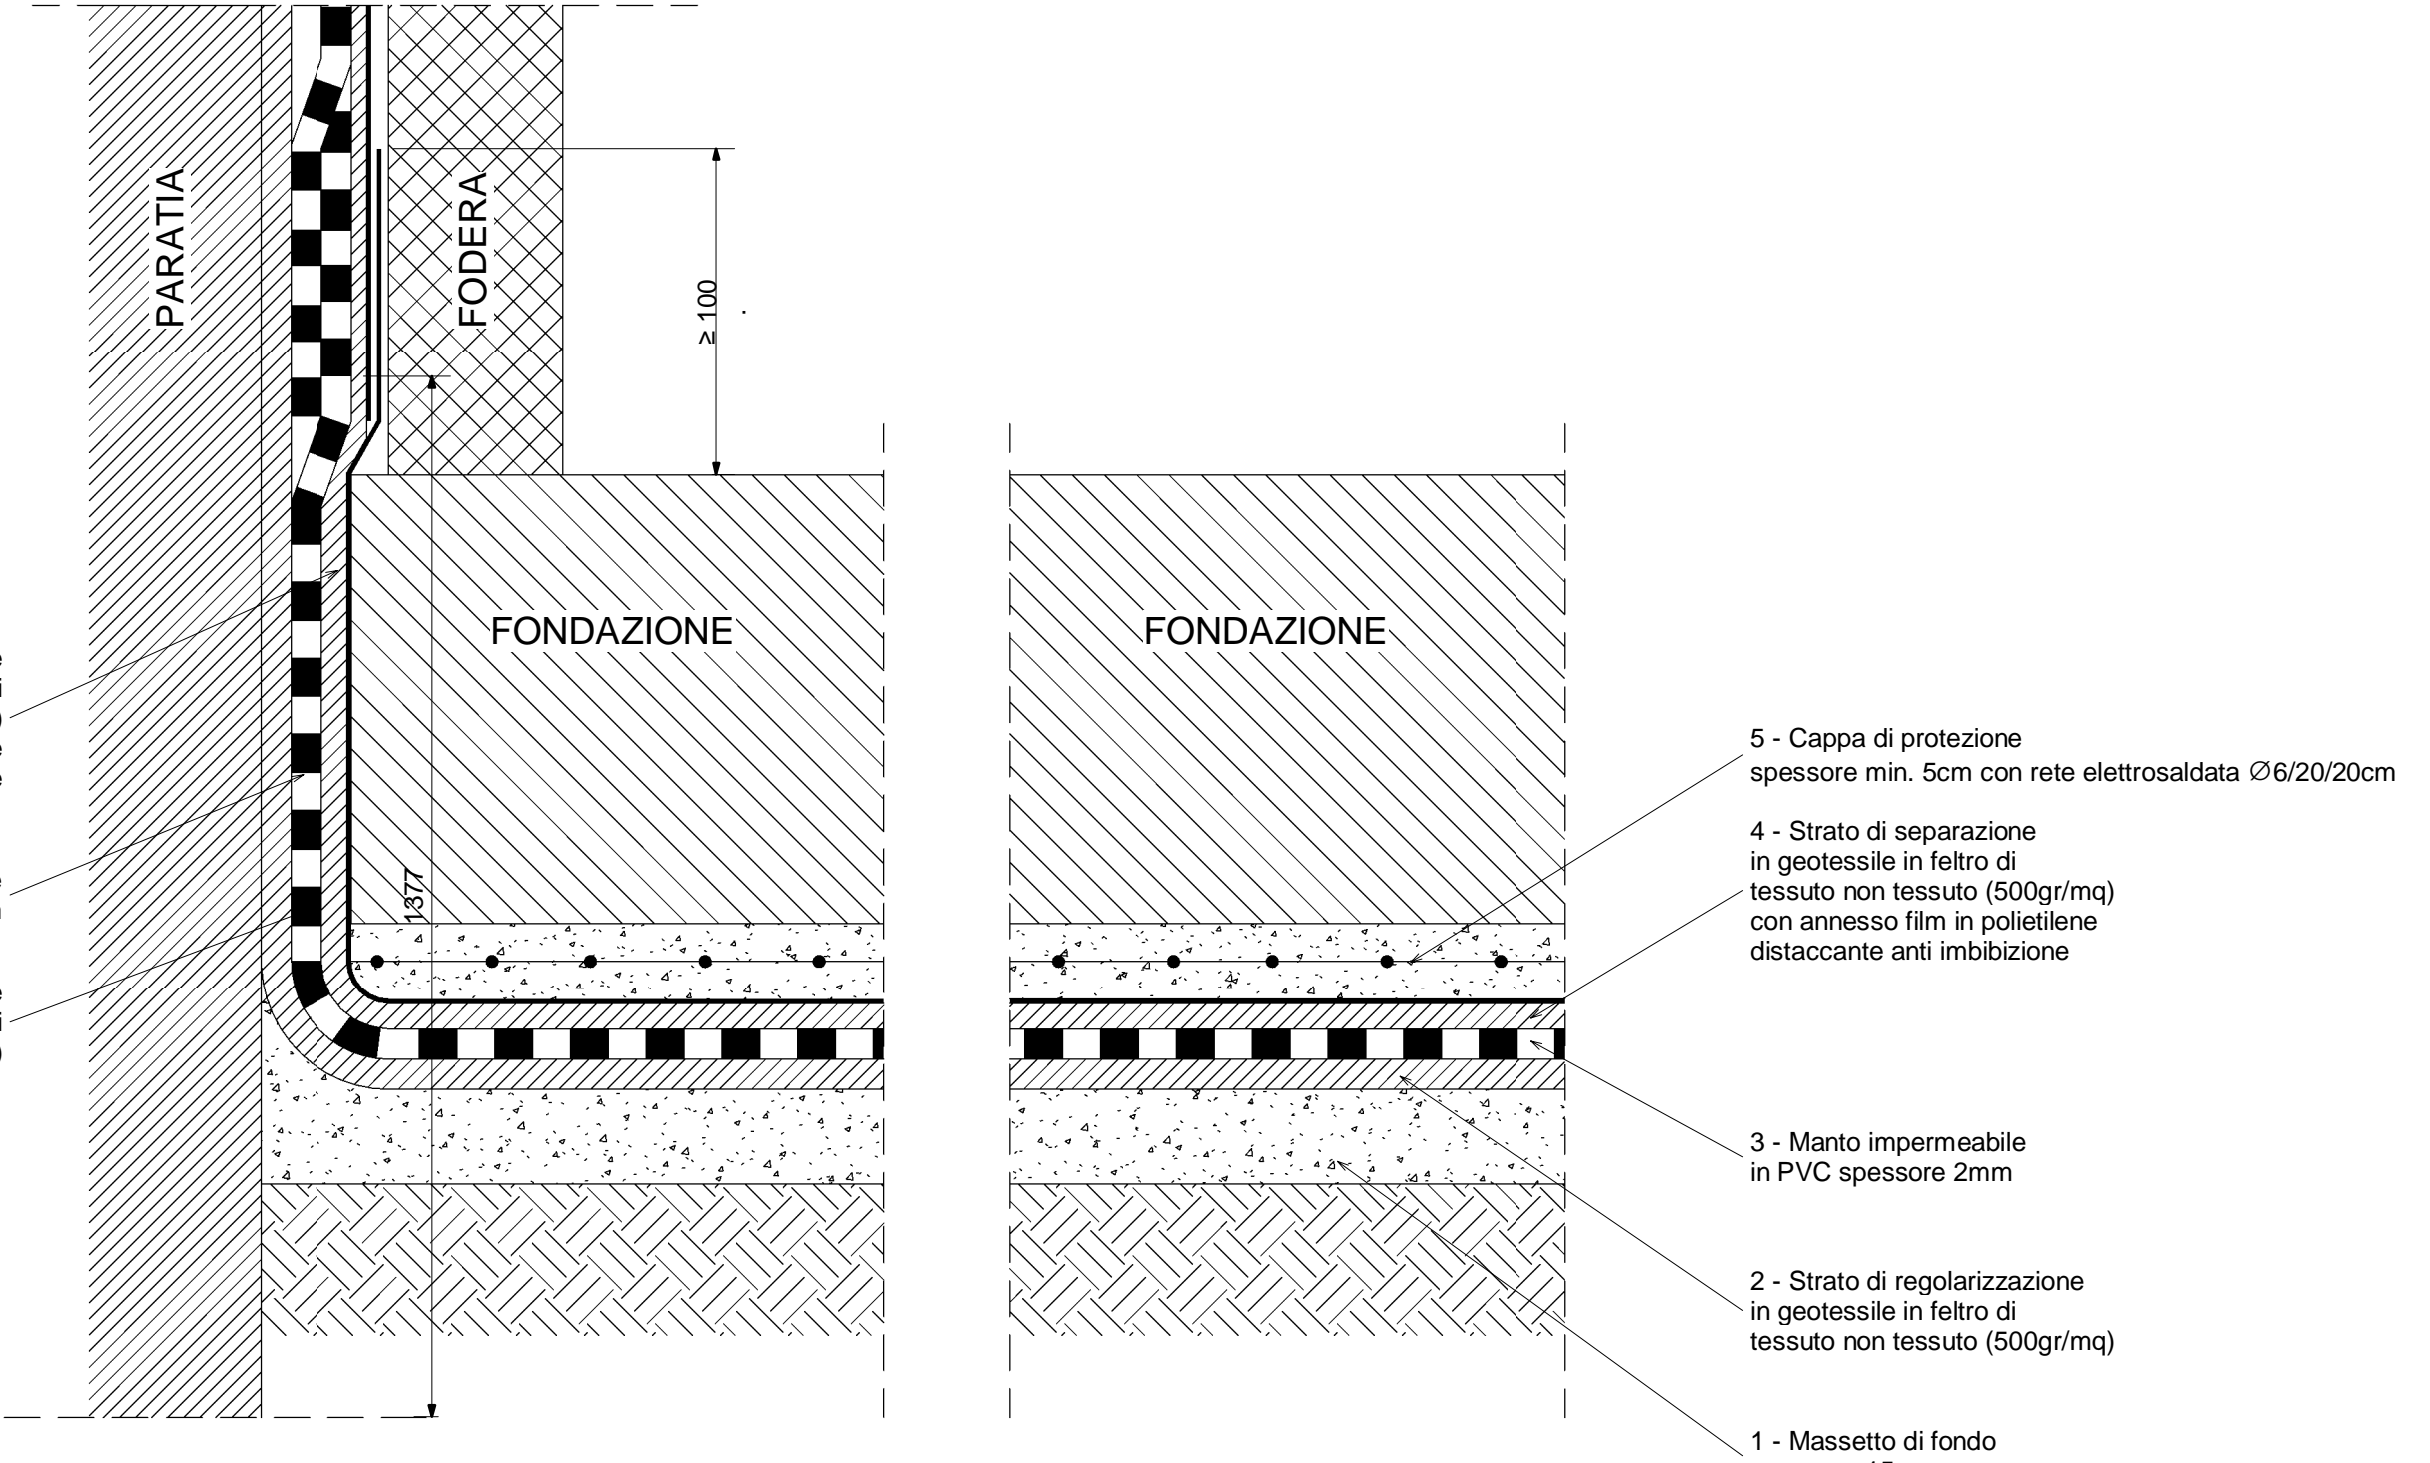 PARATIA
FODERA
≥ 100
FONDAZIONE
FONDAZIONE
1377
5 - Cappa di protezione
spessore min. 5cm con rete elettrosaldata ∅6/20/20cm
4 - Strato di separazione
in geotessile in feltro di
tessuto non tessuto (500gr/mq)
con annesso film in polietilene
distaccante anti imbibizione
3 - Manto impermeabile
in PVC spessore 2mm
2 - Strato di regolarizzazione
in geotessile in feltro di
tessuto non tessuto (500gr/mq)
1 - Massetto di fondo